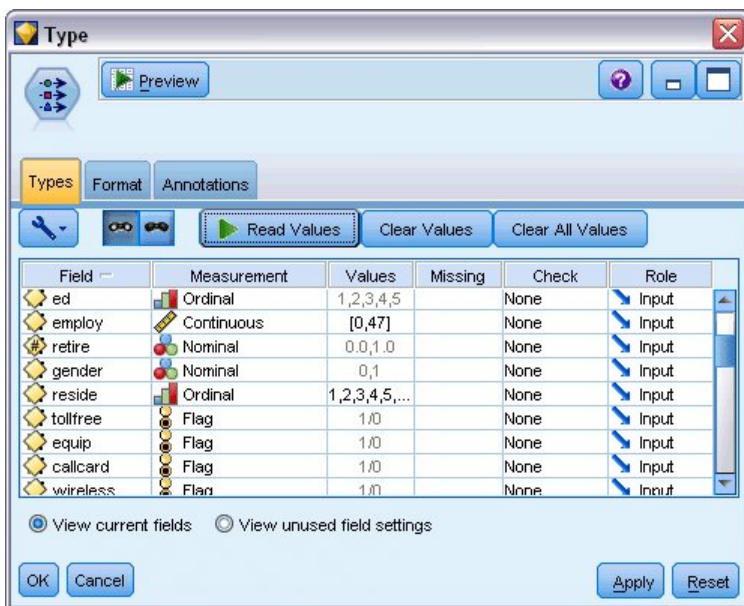 Type
Preview
Types Format Annotations
Read Values Clear Values Clear All Values
Field Measurement Values Missing Check Role
ed Ordinal 1,2,3,4,5 None Input
employ Continuous [0,47] None Input
retire Nominal 0.0,1.0 None Input
gender Nominal 0,1 None Input
reside Ordinal 1,2,3,4,5,... None Input
tollfree Flag 1/0 None Input
equip Flag 1/0 None Input
callcard Flag 1/0 None Input
wireless Flag 1/0 None Input
View current fields View unused field settings
OK Cancel Apply Reset